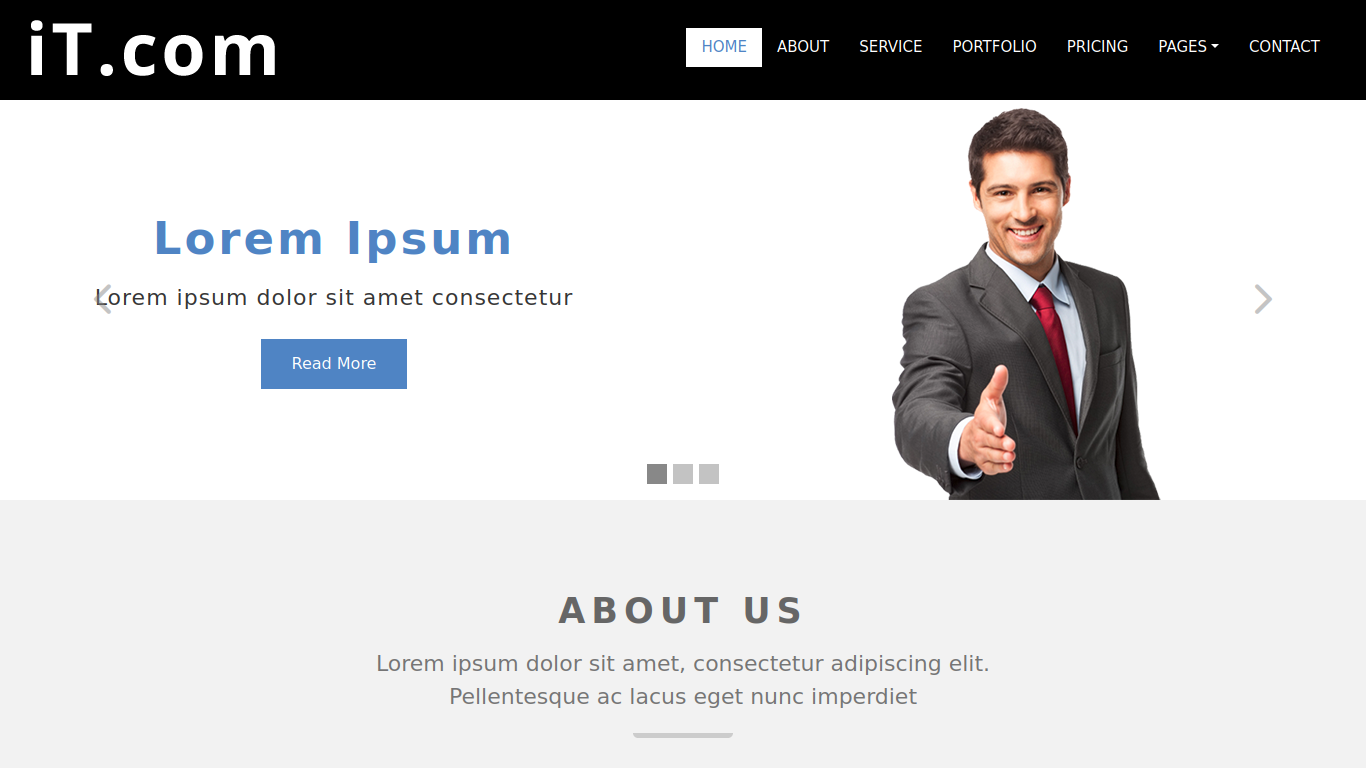 iT.com
HOME ABOUT SERVICE PORTFOLIO PRICING PAGES CONTACT
Lorem Ipsum
Lorem ipsum dolor sit amet consectetur
Read More
ABOUT US
Lorem ipsum dolor sit amet, consectetur adipiscing elit.
Pellentesque ac lacus eget nunc imperdiet